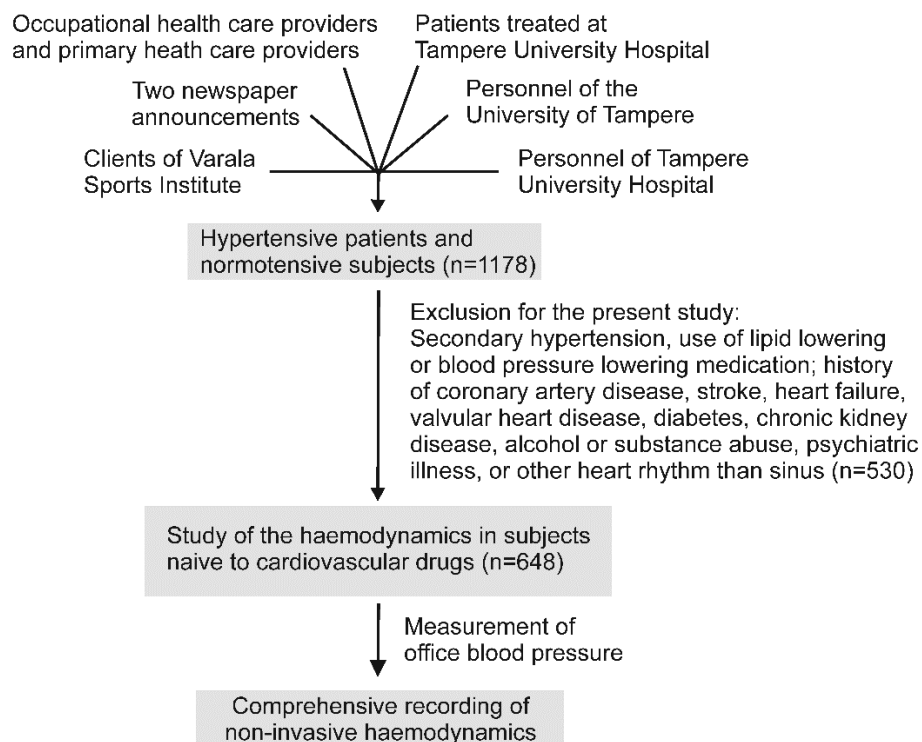 Occupational health care providers
and primary heath care providers
Patients treated at
Tampere University Hospital
Two newspaper
announcements
Personnel of the
University of Tampere
Clients of Varala
Sports Institute
Personnel of Tampere
University Hospital
Hypertensive patients and
normotensive subjects (n=1178)
Exclusion for the present study:
Secondary hypertension, use of lipid lowering
or blood pressure lowering medication; history
of coronary artery disease, stroke, heart failure,
valvular heart disease, diabetes, chronic kidney
disease, alcohol or substance abuse, psychiatric
illness, or other heart rhythm than sinus (n=530)
Study of the haemodynamics in subjects
naive to cardiovascular drugs (n=648)
Measurement of
office blood pressure
Comprehensive recording of
non-invasive haemodynamics